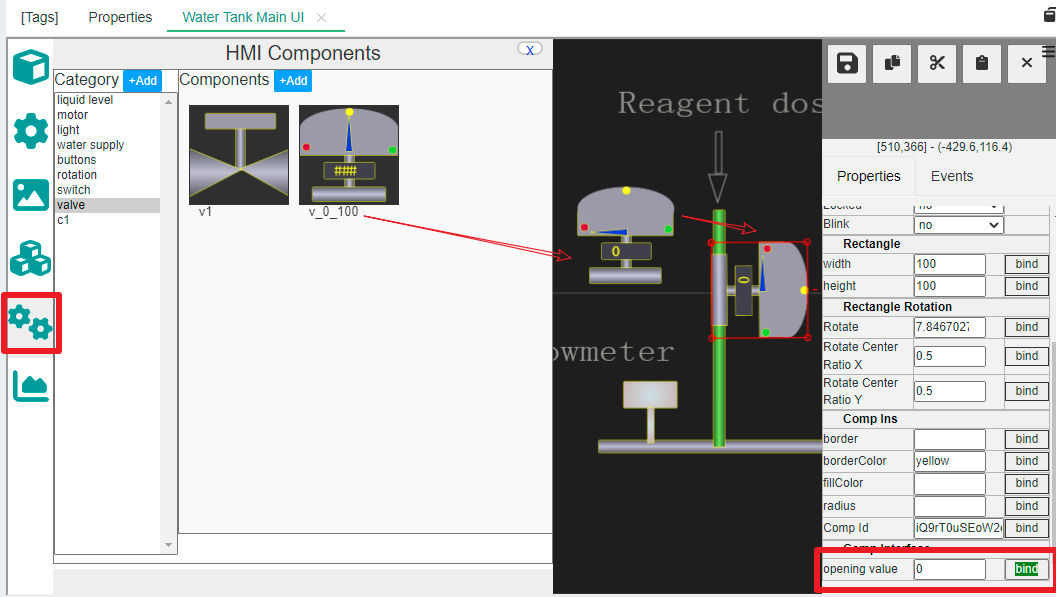 [Tags] Properties Water Tank Main UI ×
HMI Components X
Category +Add Components +Add
liquid level
motor
light
water supply
buttons
rotation
switch
valve
c1
###
v1 v_0_100
Reagent dos
0
0
owmeter
[510,366] - (-429.6,116.4)
Properties Events
Locked no
Blink no
Rectangle
width 100 bind
height 100 bind
Rectangle Rotation
Rotate 7.8467027 bind
Rotate Center
Ratio X 0.5 bind
Rotate Center
Ratio Y 0.5 bind
Comp Ins
border bind
borderColor yellow bind
fillColor bind
radius bind
Comp Id iQ9rT0uSEoW2 bind
Comp Interface
opening value 0 bind